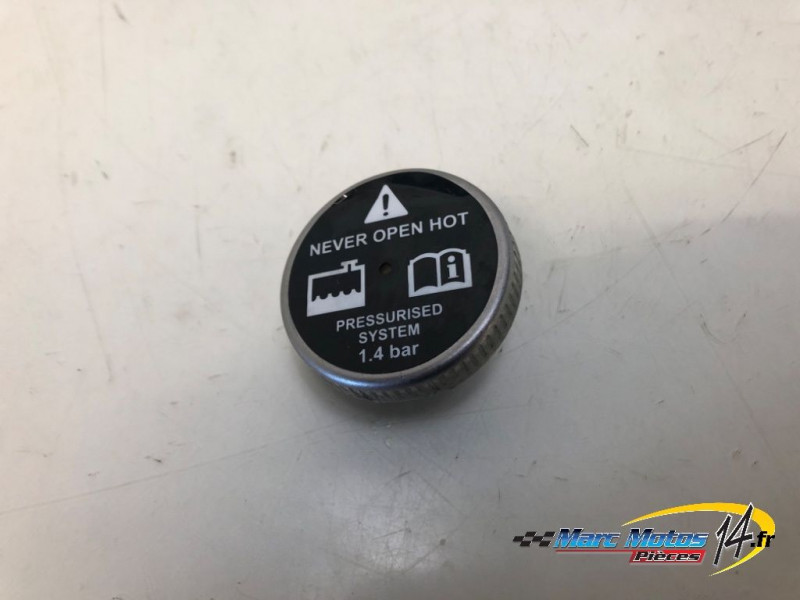 NEVER OPEN HOT
i
PRESSURISED
SYSTEM
1.4 bar
Marc Motos 14.fr
Pièces